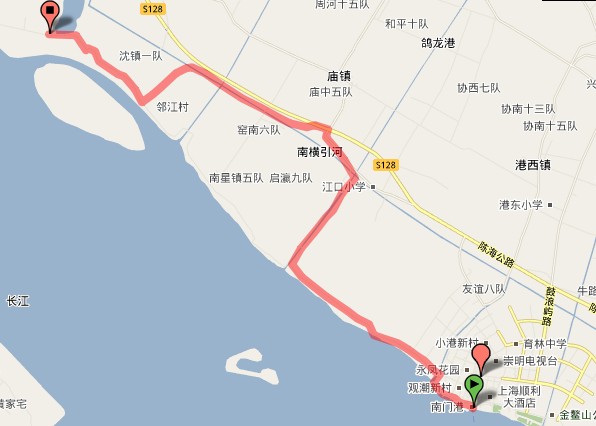 周河十五队
S128
和平十队
沈镇一队
鸽龙港
庙镇
庙中五队
协西七队
邻江村
协南十三队
协南十五队
窑南六队
南横引河
S128
港西镇
南星镇五队
启瀛九队
江口小学
港东小学
陈海公路
长江
友谊八队
鼓浪屿路
牛路
小港新村
育林中学
崇明电视台
永凤花园
观潮新村
上海顺利
大酒店
南门港
黄家宫
金鳌山公